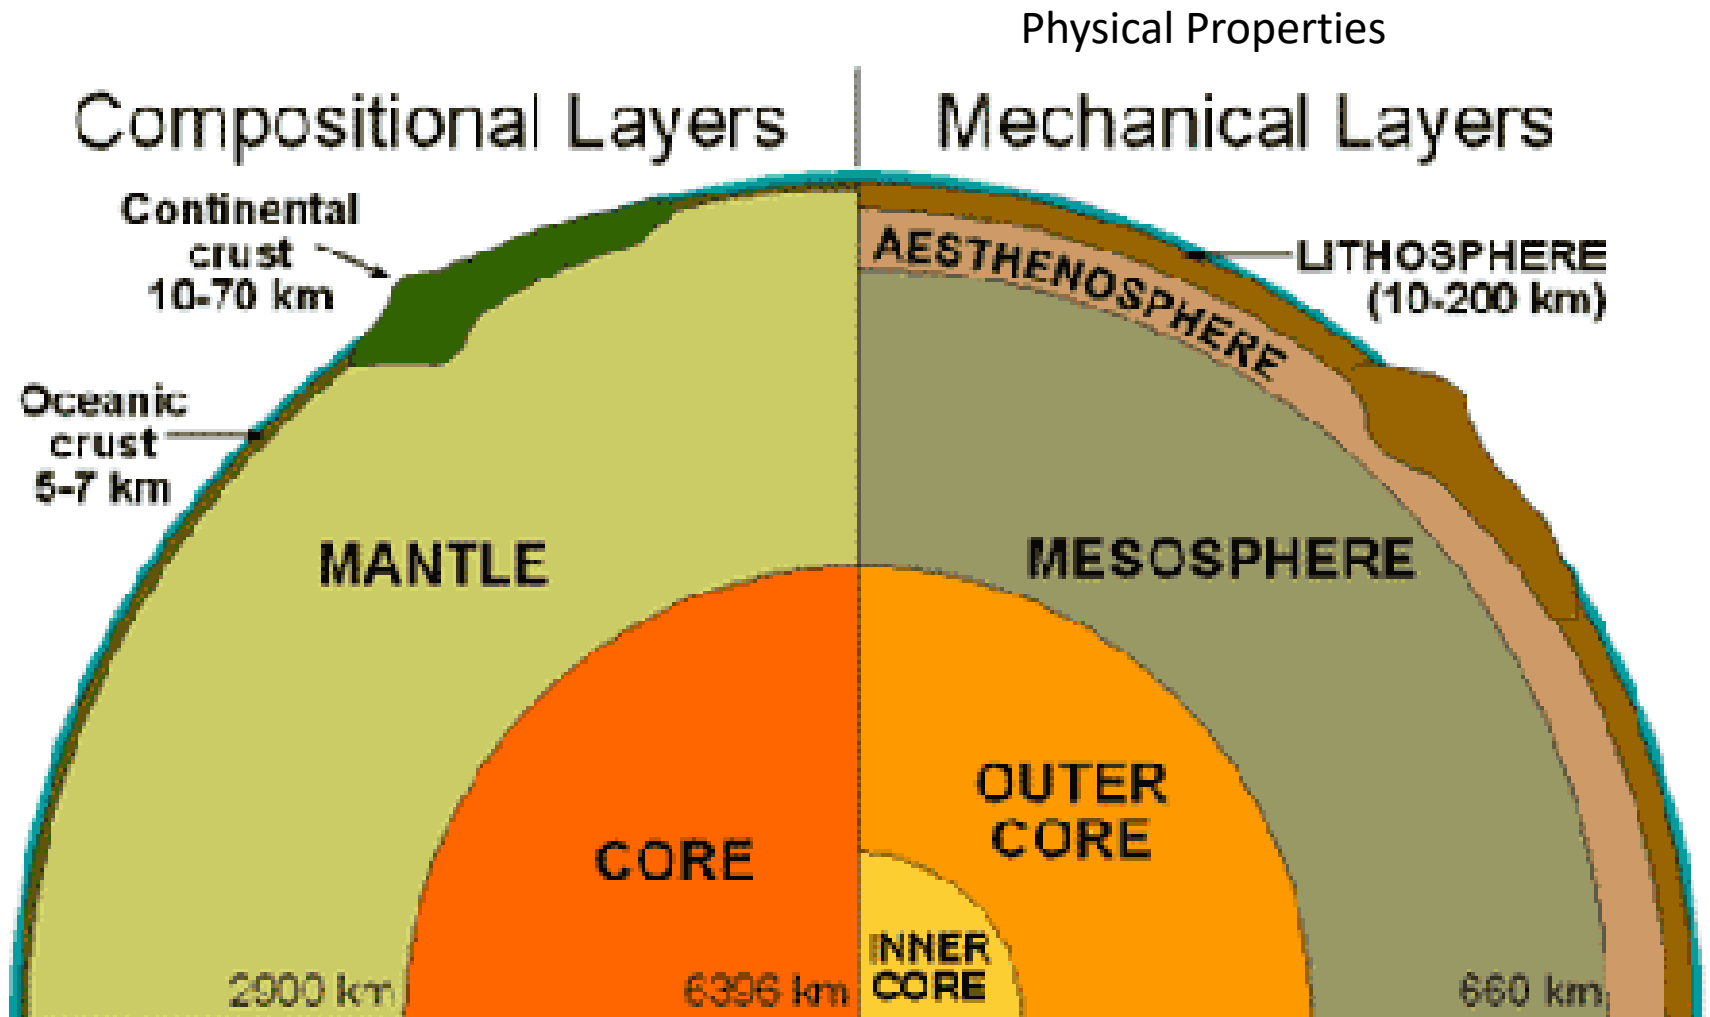 Physical Properties
Compositional Layers
Mechanical Layers
Continental
crust
10-70 km
Oceanic
crust
5-7 km
AESTHENOSPHERE
LITHOSPHERE
(10-200 km)
MANTLE
MESOSPHERE
CORE
OUTER
CORE
INNER
CORE
2900 km
6396 km
660 km